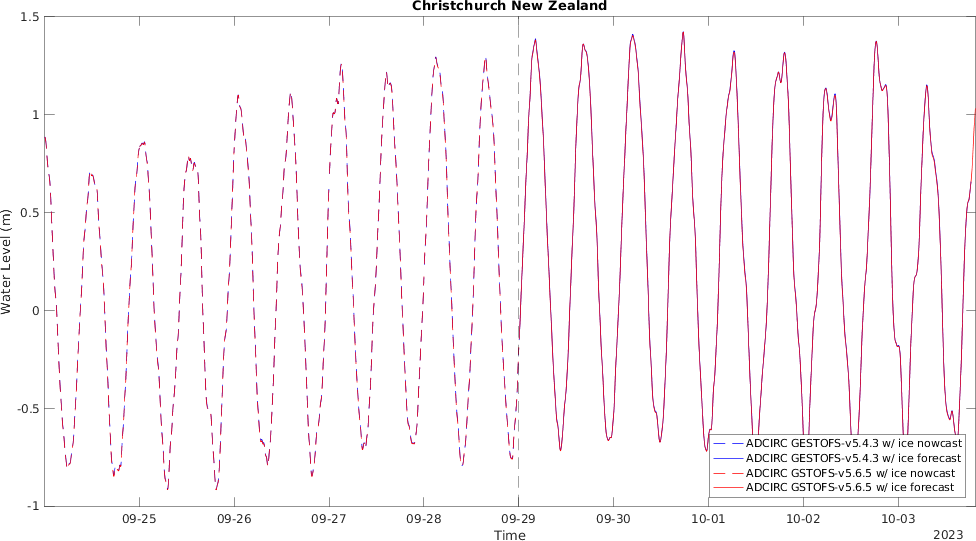 Christchurch New Zealand
1.5
1
0.5
0
-0.5
-1
Water Level (m)
ADCIRC GESTOFS-v5.4.3 w/ ice nowcast
ADCIRC GESTOFS-v5.4.3 w/ ice forecast
ADCIRC GSTOFS-v5.6.5 w/ ice nowcast
ADCIRC GSTOFS-v5.6.5 w/ ice forecast
09-25 09-26 09-27 09-28 09-29 09-30 10-01 10-02 10-03
Time
2023